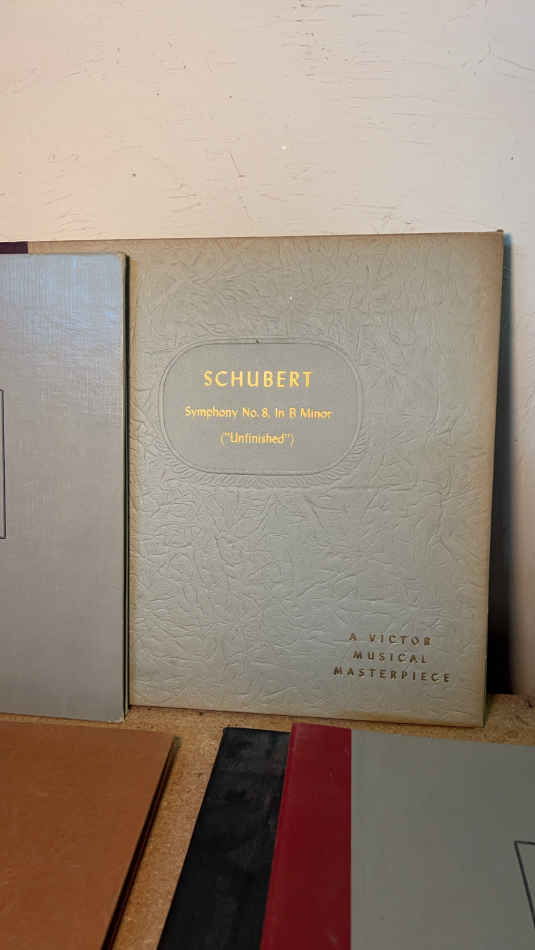 SCHUBERT
Symphony No. 8, In B Minor
("Unfinished")
A VICTOR
MUSICAL
MASTERPIECE